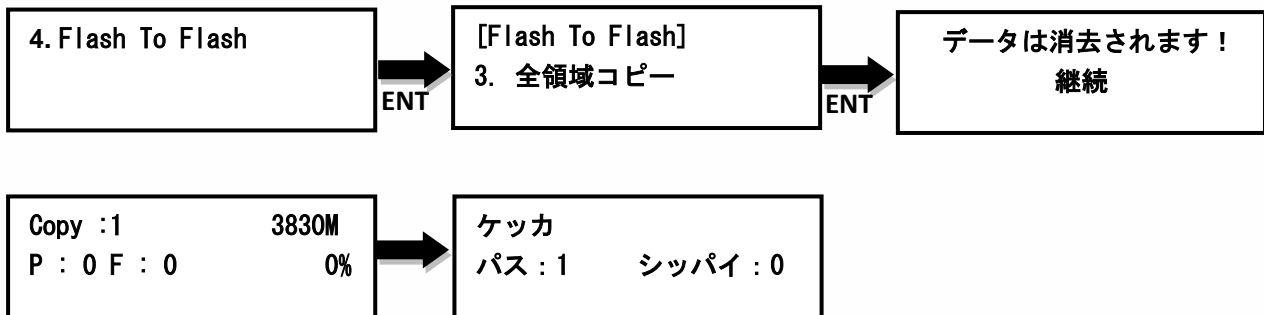 4.Flash To Flash
ENT
[Flash To Flash]
3. 全領域コピー
ENT
データは消去されます！
継続
Copy :1 3830M
P : 0 F : 0 0%
ケッカ
パス:1 シッパイ:0